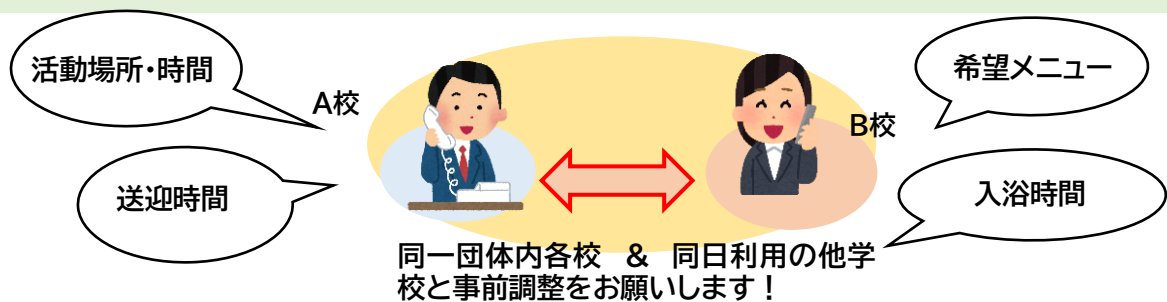 活動場所・時間
希望メニュー
A校
B校
送迎時間
入浴時間
同一団体内各校 & 同日利用の他学
校と事前調整をお願いします！